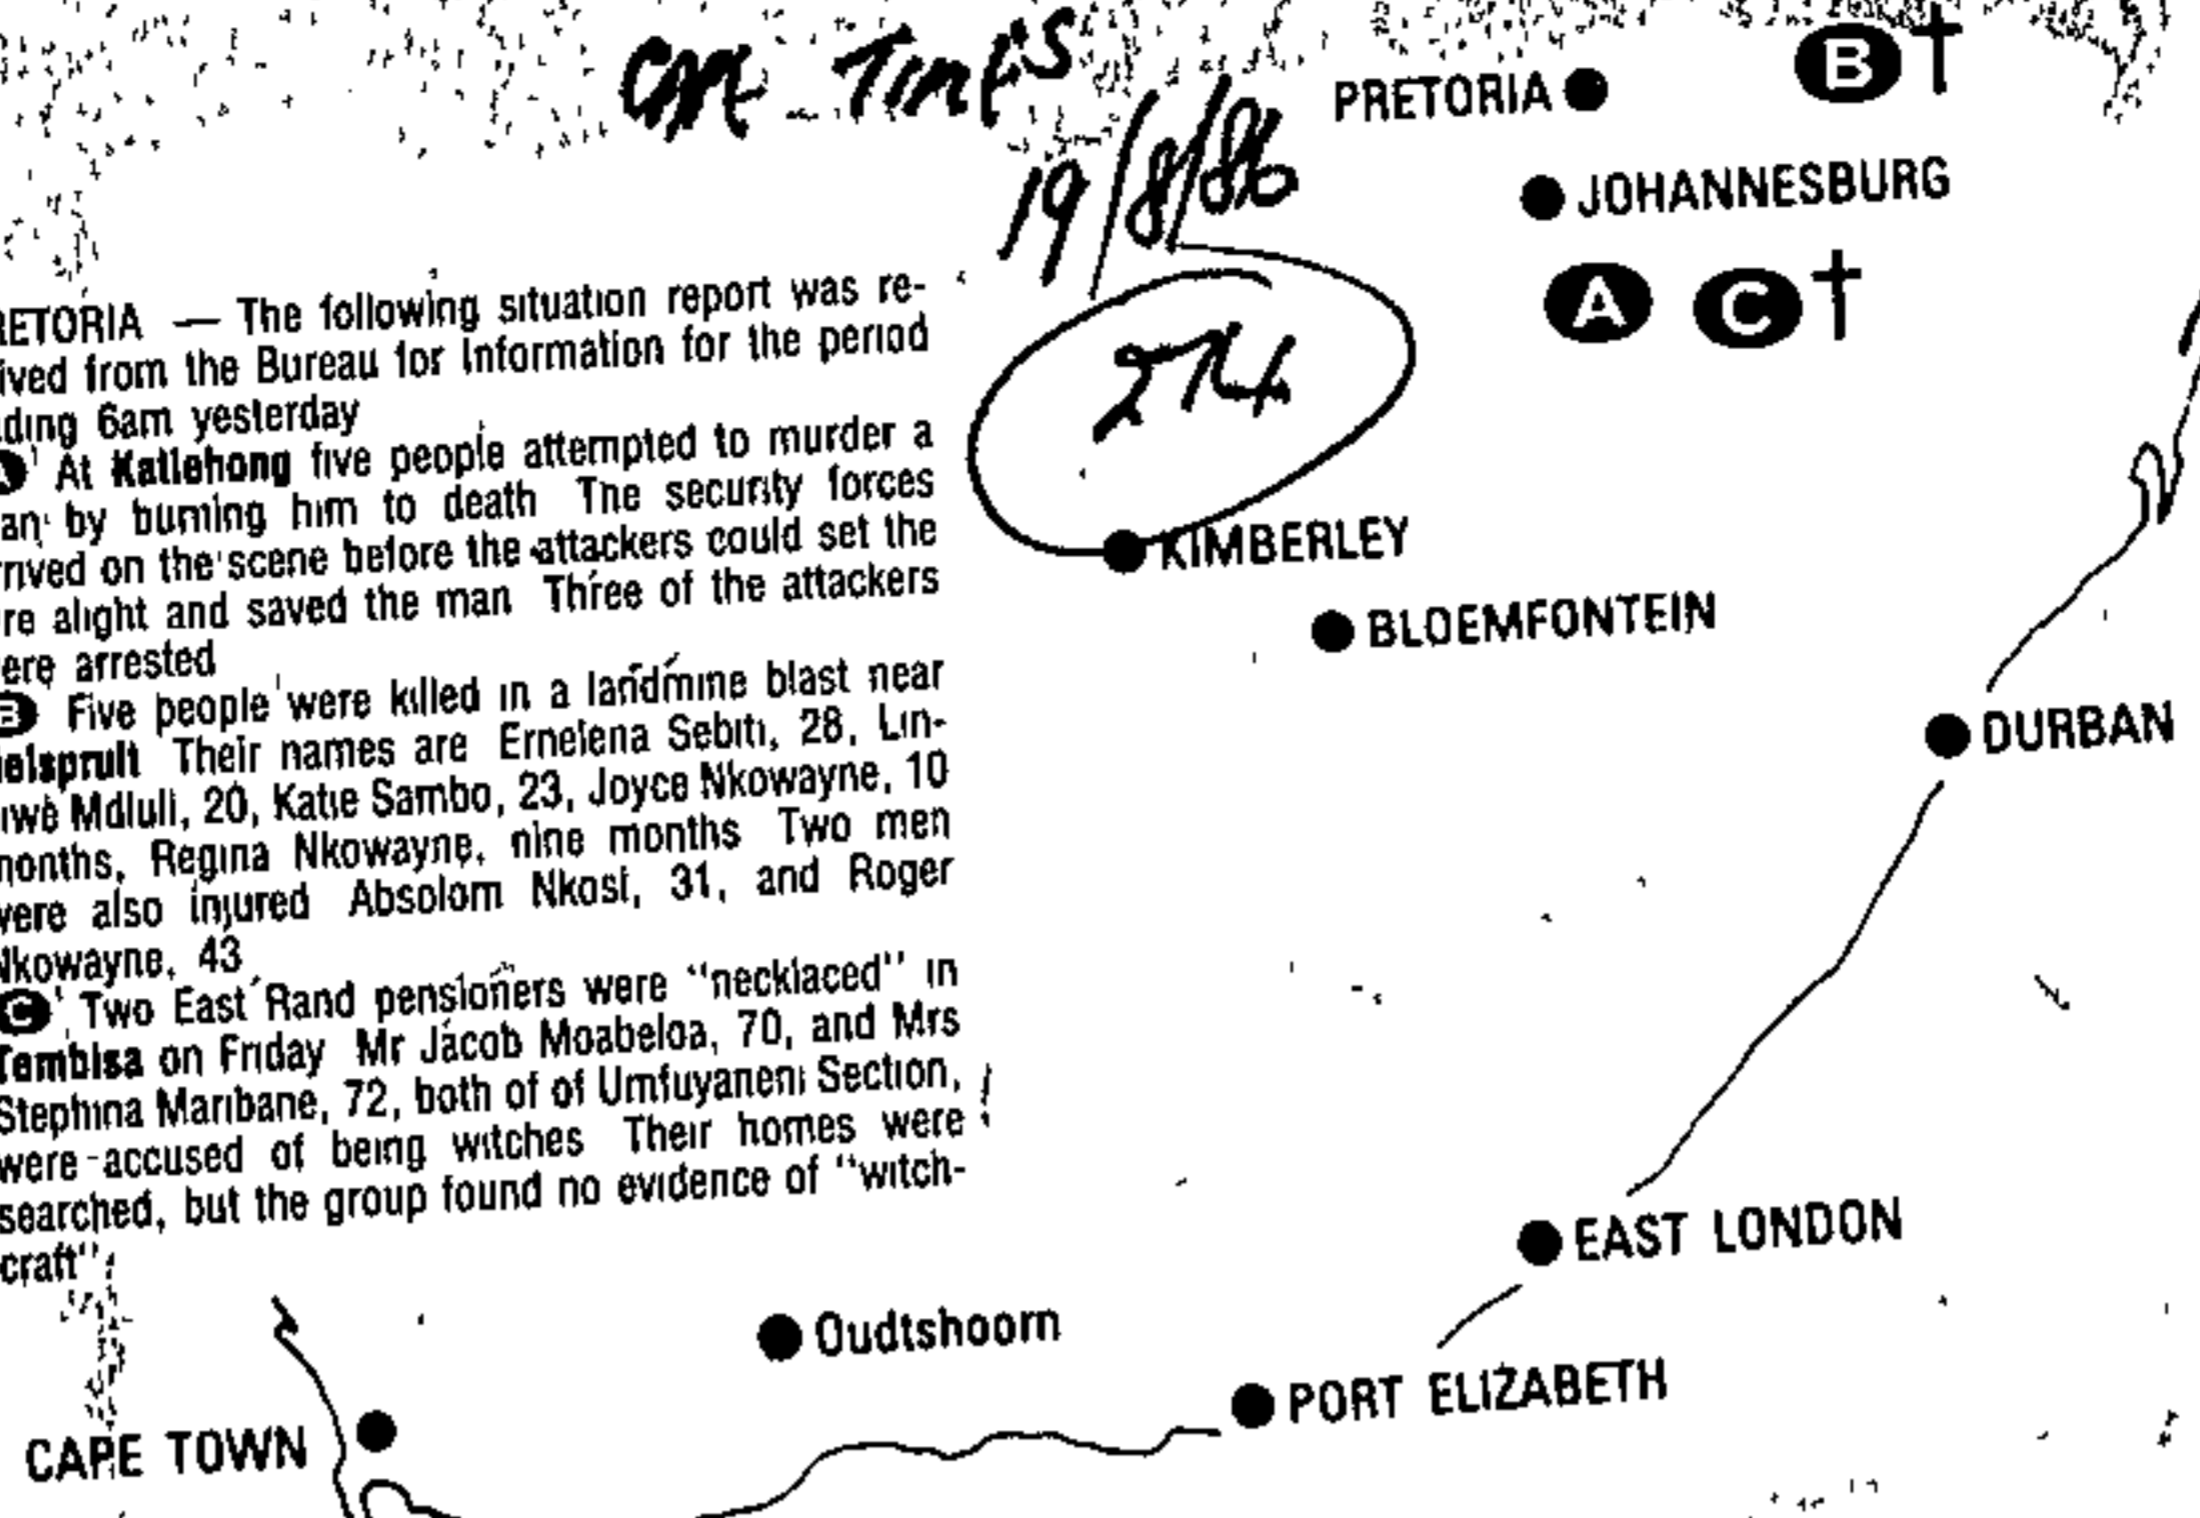 CAPE TIMES
19/8/86
274
PRETORIA
B †
JOHANNESBURG
A C †
KIMBERLEY
BLOEMFONTEIN
DURBAN
EAST LONDON
PORT ELIZABETH
Oudtshoorn
CAPE TOWN
RETORIA — The following situation report was re-
ived from the Bureau for Information for the period
ding 6am yesterday
A At Katlehong five people attempted to murder a
an by burning him to death The security forces
rrived on the scene before the attackers could set the
re alight and saved the man Three of the attackers
ere arrested
B Five people were killed in a landmine blast near
elspruit Their names are Ernelena Sebiti, 28, Lin-
iwe Mdluli, 20, Katie Sambo, 23, Joyce Nkowayne, 10
months, Regina Nkowayne, nine months Two men
were also injured Absolom Nkosi, 31, and Roger
Nkowayne, 43
C Two East Rand pensioners were "necklaced" in
Tembisa on Friday Mr Jacob Moabeloa, 70, and Mrs
Stephina Maribane, 72, both of of Umfuyaneni Section,
were accused of being witches Their homes were
searched, but the group found no evidence of "witch-
craft"